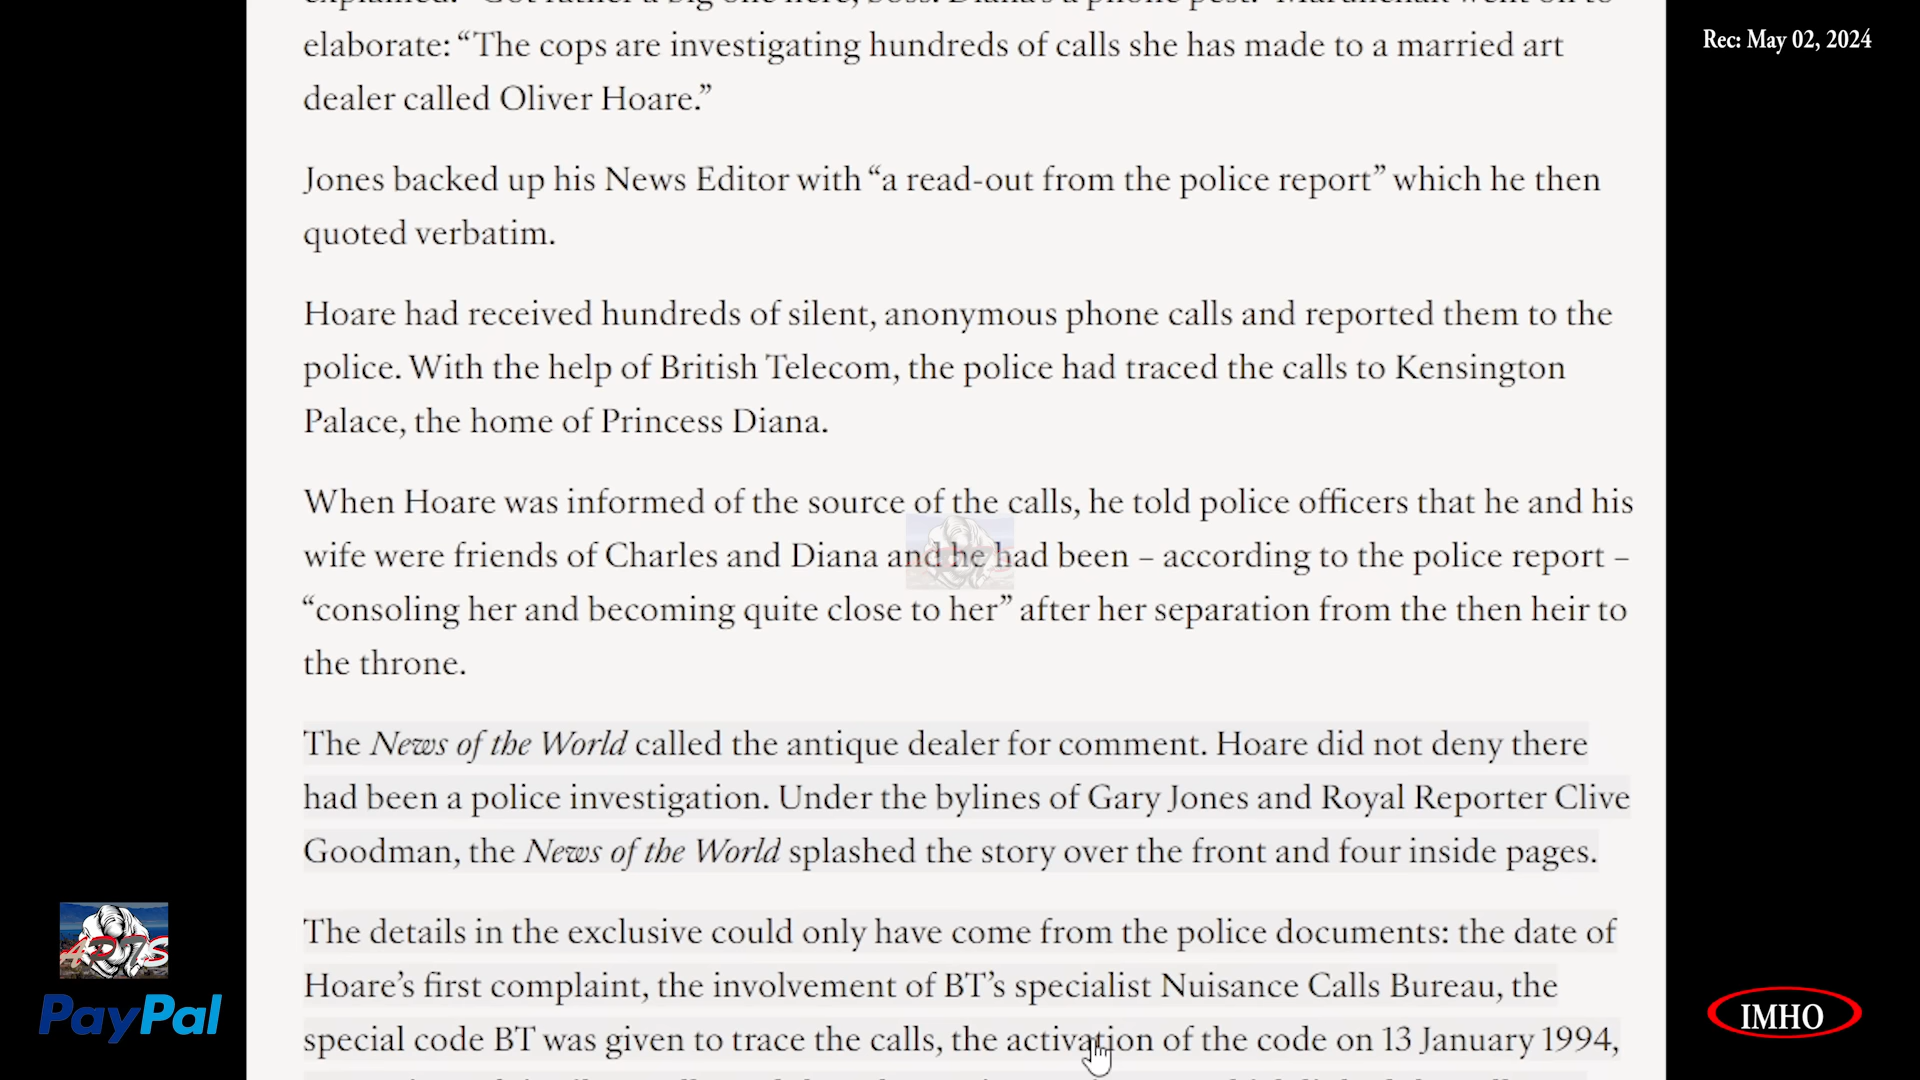 elaborate: “The cops are investigating hundreds of calls she has made to a married art
dealer called Oliver Hoare.”
Jones backed up his News Editor with “a read-out from the police report” which he then
quoted verbatim.
Hoare had received hundreds of silent, anonymous phone calls and reported them to the
police. With the help of British Telecom, the police had traced the calls to Kensington
Palace, the home of Princess Diana.
When Hoare was informed of the source of the calls, he told police officers that he and his
wife were friends of Charles and Diana and he had been – according to the police report –
“consoling her and becoming quite close to her” after her separation from the then heir to
the throne.
The News of the World called the antique dealer for comment. Hoare did not deny there
had been a police investigation. Under the bylines of Gary Jones and Royal Reporter Clive
Goodman, the News of the World splashed the story over the front and four inside pages.
The details in the exclusive could only have come from the police documents: the date of
Hoare’s first complaint, the involvement of BT’s specialist Nuisance Calls Bureau, the
special code BT was given to trace the calls, the activation of the code on 13 January 1994,
Rec: May 02, 2024
PayPal
IMHO